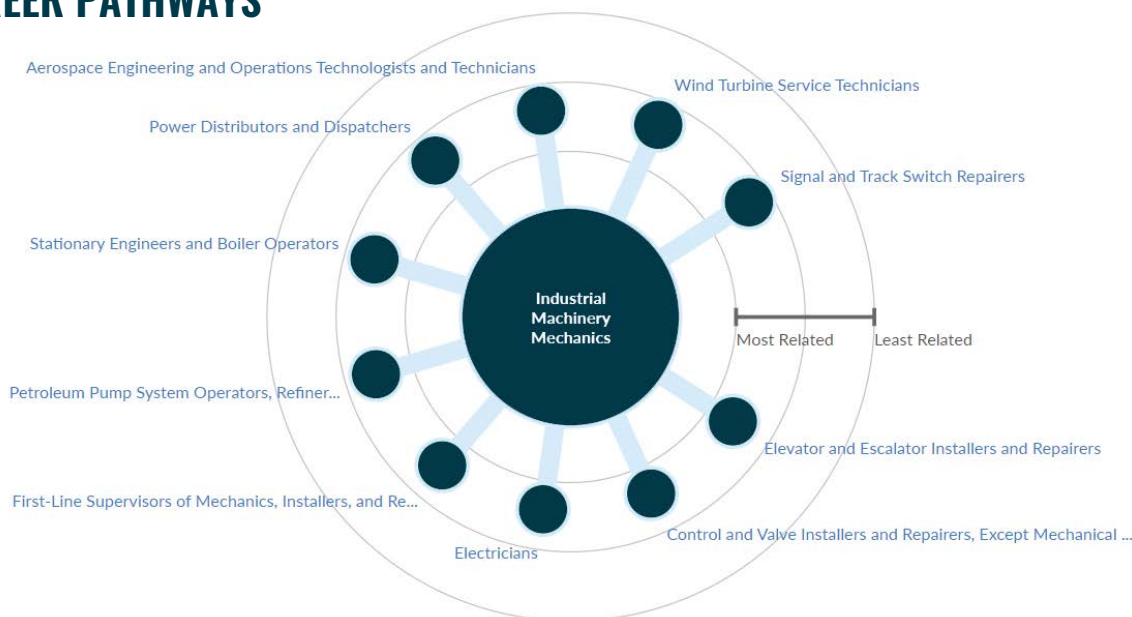 PATHWAYS
Aerospace Engineering and Operations Technologists and Technicians
Wind Turbine Service Technicians
Power Distributors and Dispatchers
Signal and Track Switch Repairers
Stationary Engineers and Boiler Operators
Industrial
Machinery
Mechanics
Most Related
Least Related
Petroleum Pump System Operators, Refiner...
Elevator and Escalator Installers and Repairers
First-Line Supervisors of Mechanics, Installers, and Re...
Control and Valve Installers and Repairers, Except Mechanical ...
Electricians